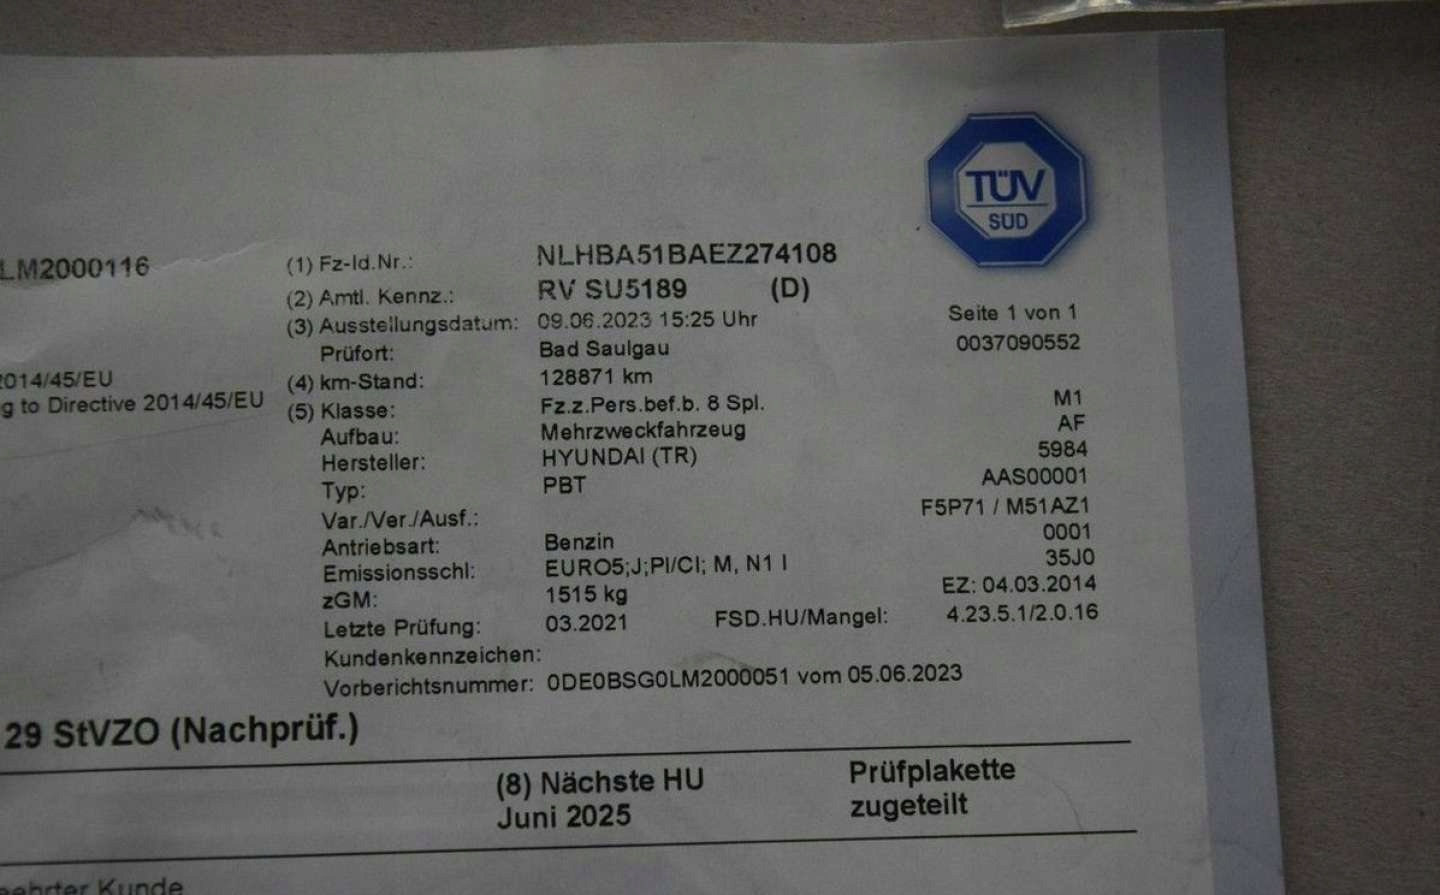 TÜV
SÜD
LM2000116
(1) Fz-Id.Nr.: NLHBA51BAEZ274108
(2) Amtl. Kennz.: RV SU5189 (D)
(3) Ausstellungsdatum: 09.06.2023 15:25 Uhr Seite 1 von 1
Prüfort: Bad Saulgau 0037090552
2014/45/EU (4) km-Stand: 128871 km
g to Directive 2014/45/EU (5) Klasse: Fz.z.Pers.bef.b. 8 Spl. M1
Aufbau: Mehrzweckfahrzeug AF
Hersteller: HYUNDAI (TR) 5984
Typ: PBT AAS00001
Var./Ver./Ausf.: F5P71 / M51AZ1
Antriebsart: Benzin 0001
Emissionsschl: EURO5;J;PI/CI; M, N1 I 35J0
zGM: 1515 kg EZ: 04.03.2014
Letzte Prüfung: 03.2021 FSD.HU/Mangel: 4.23.5.1/2.0.16
Kundenkennzeichen:
Vorberichtsnummer: 0DE0BSG0LM2000051 vom 05.06.2023
29 StVZO (Nachprüf.)
(8) Nächste HU Prüfplakette
Juni 2025 zugeteilt
eehrter Kunde